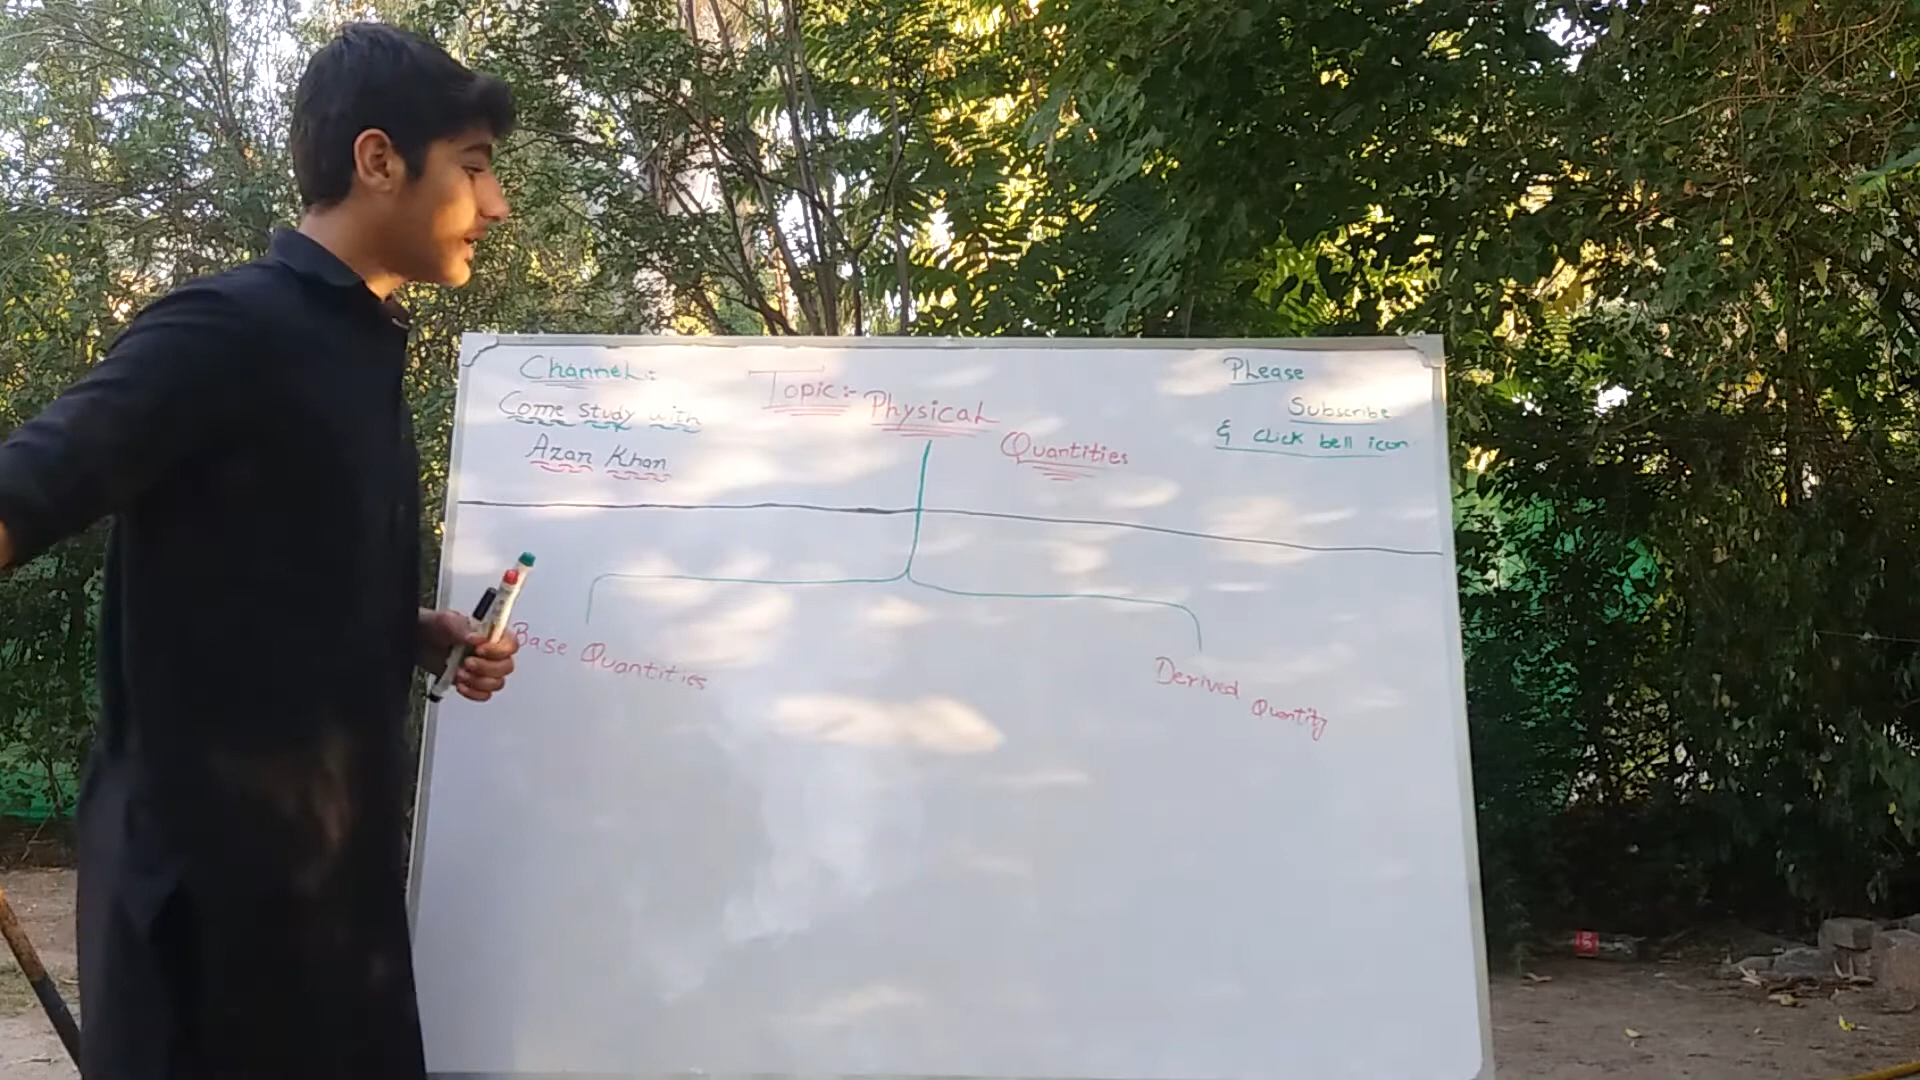 Channel:
Come study with
Azan Khan
Topic:- Physical
Quantities
Please
Subscribe
& click bell icon
Base Quantities
Derived
Quantity